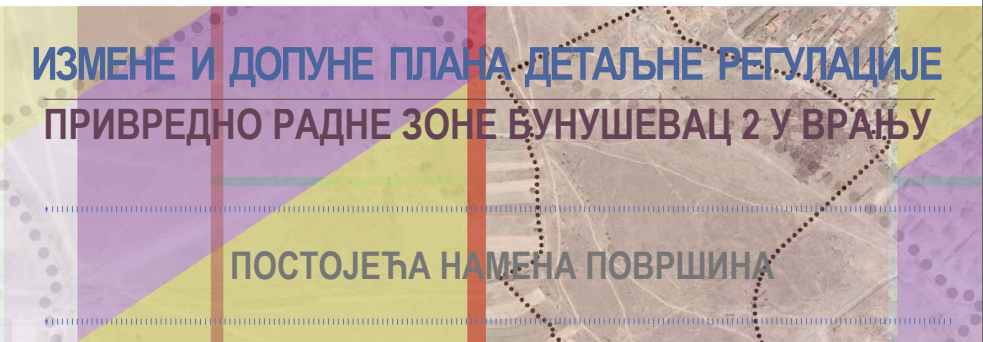 ИЗМЕНЕ И ДОПУНЕ ПЛАНА ДЕТАЉНЕ РЕГУЛАЦИЈЕ
ПРИВРЕДНО РАДНЕ ЗОНЕ БУНУШЕВАЦ 2 У ВРАЊУ
ПОСТОЈЕЋА НАМЕНА ПОВРШИНА